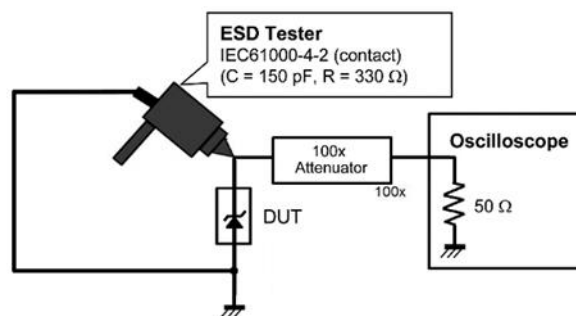 ESD Tester
IEC61000-4-2 (contact)
(C = 150 pF, R = 330 Ω)
100x
Attenuator
100x
Oscilloscope
50 Ω
DUT